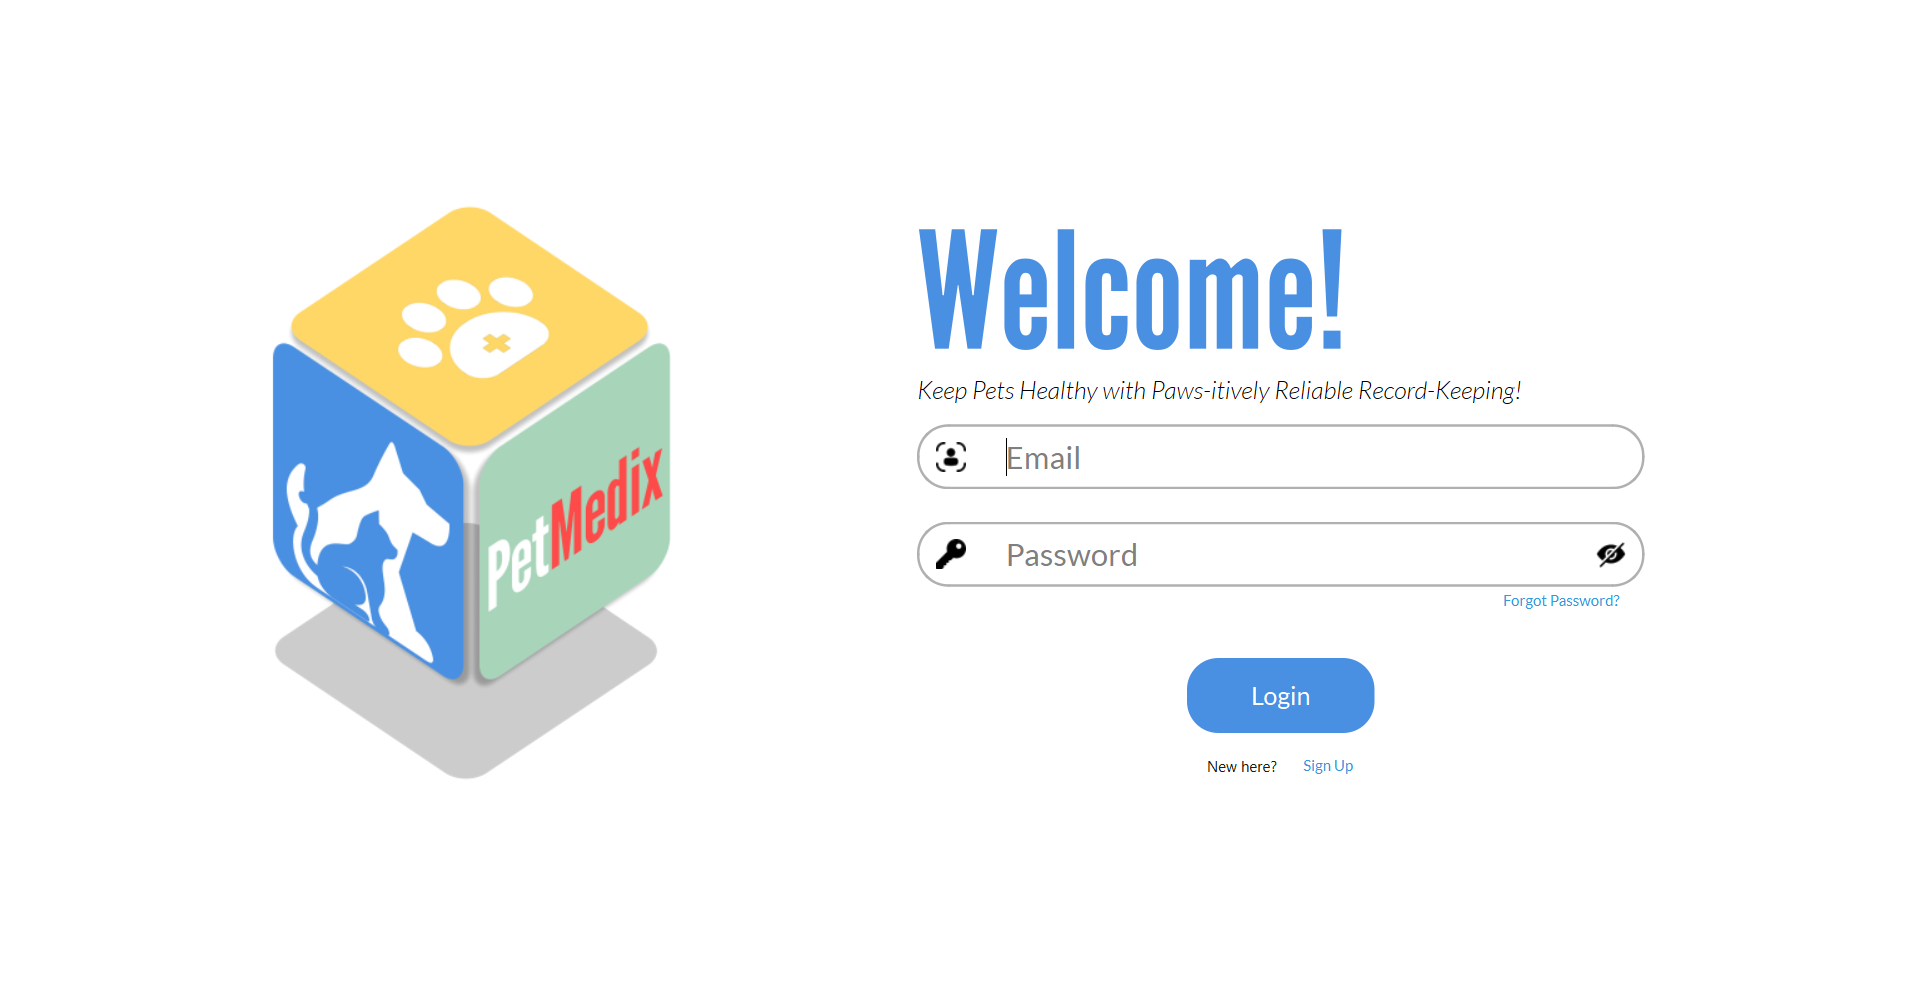 Welcome!
Keep Pets Healthy with Paws-itively Reliable Record-Keeping!
Email
PetMedix
Password
Forgot Password?
Login
New here? Sign Up